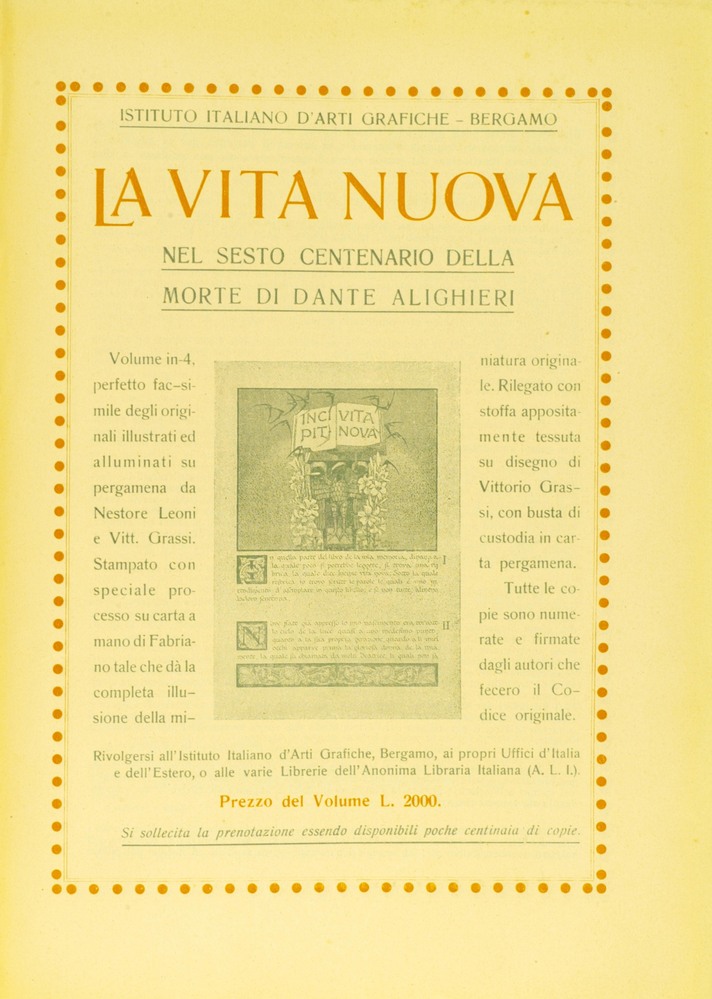 ISTITUTO ITALIANO D'ARTI GRAFICHE - BERGAMO
LA VITA NUOVA
NEL SESTO CENTENARIO DELLA
MORTE DI DANTE ALIGHIERI
Volume in-4,
perfetto fac-si-
mile degli origi-
nali illustrati ed
alluminati su
pergamena da
Nestore Leoni
e Vitt. Grassi.
Stampato con
speciale pro-
cesso su carta a
mano di Fabria-
no tale che dà la
completa illu-
sione della mi-
INCI VITA
PIT NOVA
I
II
niatura origina-
le. Rilegato con
stoffa apposita-
mente tessuta
su disegno di
Vittorio Gras-
si, con busta di
custodia in car-
ta pergamena.
Tutte le co-
pie sono nume-
rate e firmate
dagli autori che
fecero il Co-
dice originale.
Rivolgersi all'Istituto Italiano d'Arti Grafiche, Bergamo, ai propri Uffici d'Italia
e dell'Estero, o alle varie Librerie dell'Anonima Libraria Italiana (A. L. I.).
Prezzo del Volume L. 2000.
Si sollecita la prenotazione essendo disponibili poche centinaia di copie.